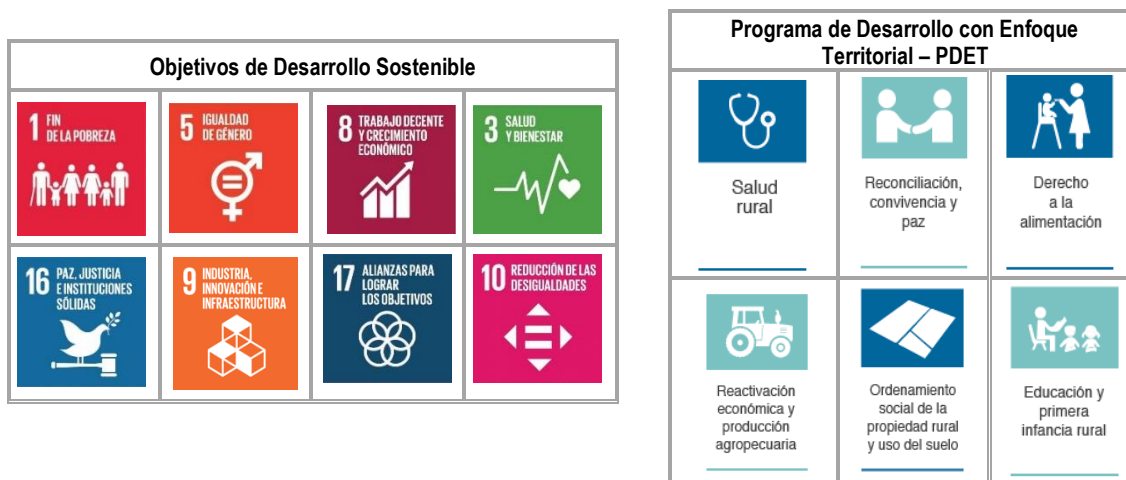 Objetivos de Desarrollo Sostenible
1 FIN
DE LA POBREZA
5 IGUALDAD
DE GÉNERO
8 TRABAJO DECENTE
Y CRECIMIENTO
ECONÓMICO
3 SALUD
Y BIENESTAR
16 PAZ, JUSTICIA
E INSTITUCIONES
SÓLIDAS
9 INDUSTRIA,
INNOVACIÓN E
INFRAESTRUCTURA
17 ALIANZAS PARA
LOGRAR
LOS OBJETIVOS
10 REDUCCIÓN DE LAS
DESIGUALDADES
Programa de Desarrollo con Enfoque
Territorial – PDET
Salud
rural
Reconciliación,
convivencia y
paz
Derecho
a la
alimentación
Reactivación
económica y
producción
agropecuaria
Ordenamiento
social de la
propiedad rural
y uso del suelo
Educación y
primera
infancia rural